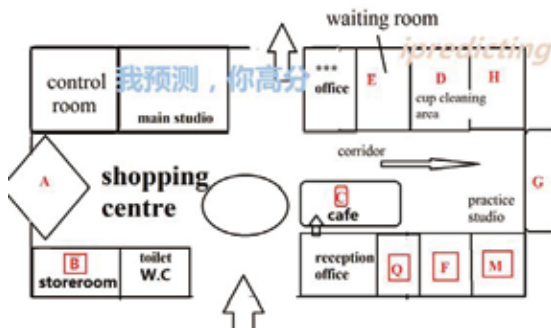 waiting room
ipredicting
control
room
我预测，你高分
main studio
***
office
E
D
H
cup cleaning
area
corridor
A
shopping
centre
C
cafe
G
practice
studio
B
storeroom
toilet
W.C
reception
office
Q
F
M